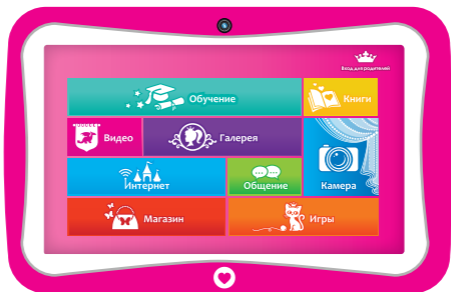 Вход для родителей
Обучение
Книги
Видео
Галерея
Интернет
Общение
Камера
Магазин
Игры